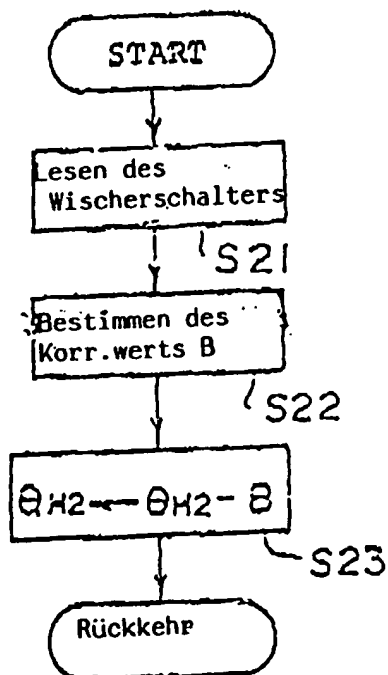 START
Lesen des
Wischerschalters
S21
Bestimmen des
Korr.werts B
S22
θH2 ← θH2 - B
S23
Rückkehr